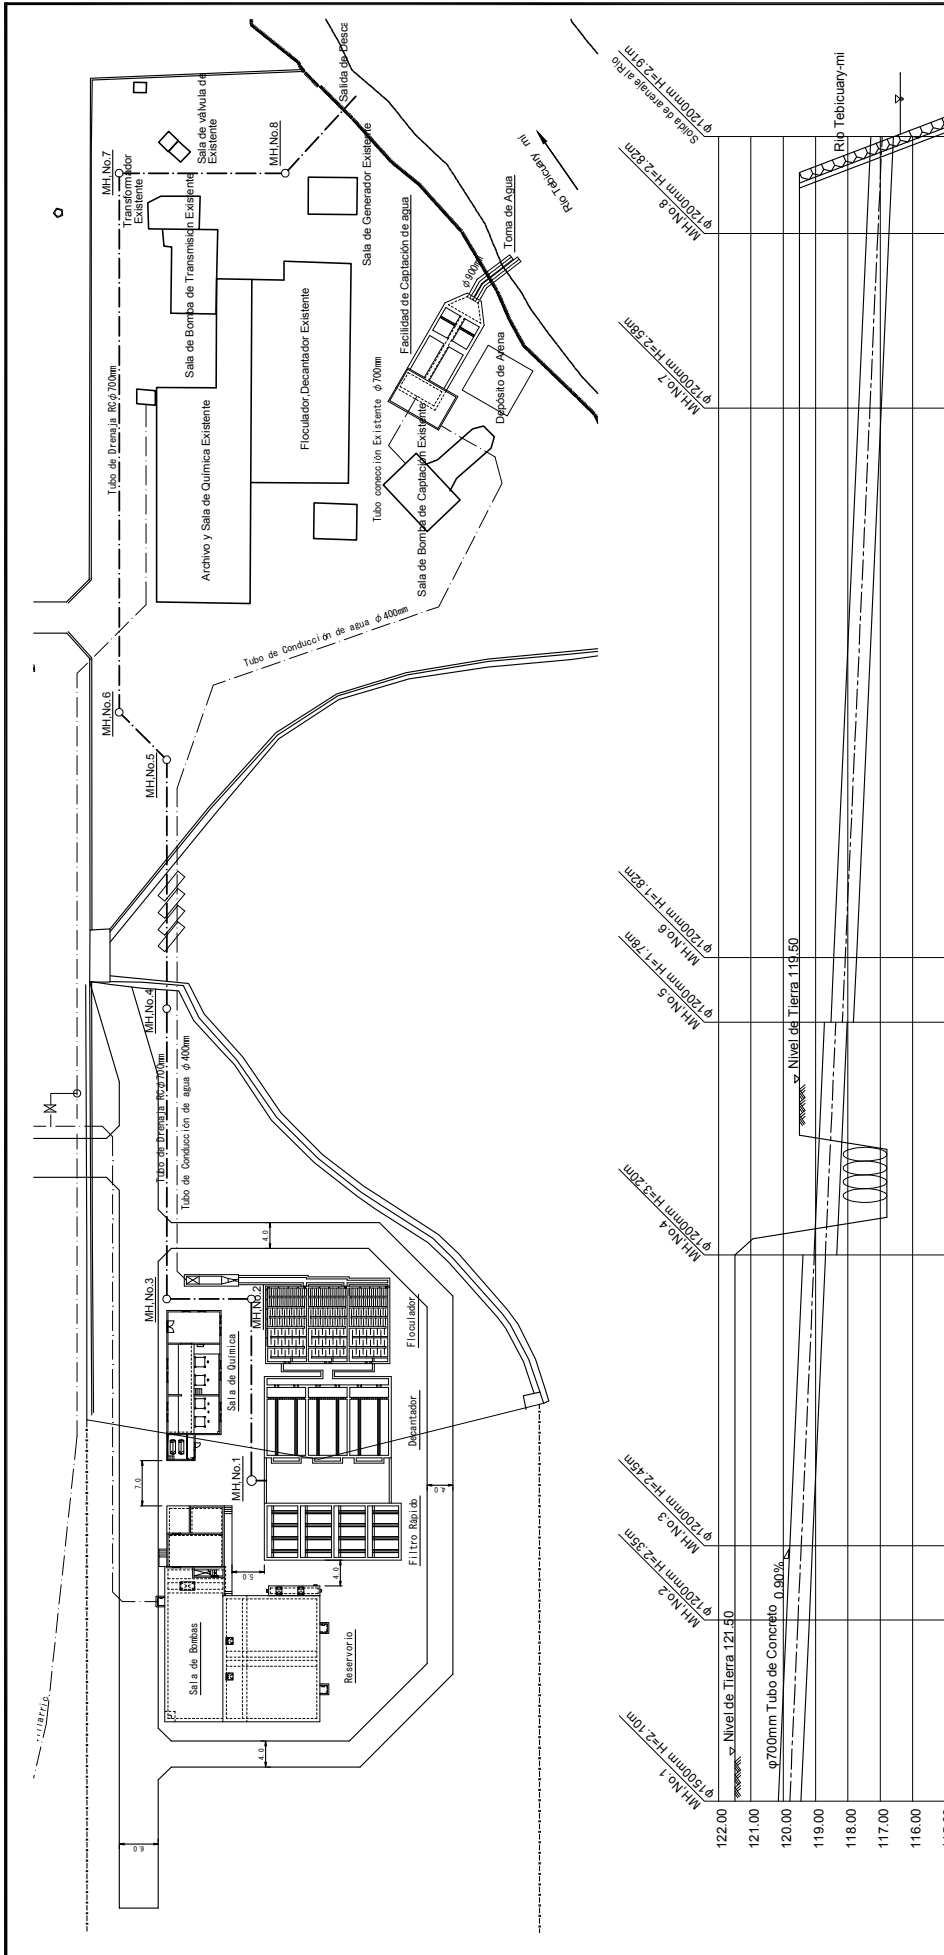 MH,No.7
Transformador
Existente
Sala de válvula de
Existente
MH,No.8
Salida de Desca
Sala de Bomba de Transmision Existente
Sala de Generador Existente
Tubo de Drenaja RCφ700mm
Archivo y Sala de Química Existente
Floculador,Decantador Existente
Facilidad de Captación de agua
φ900mm
Toma de Agua
Río Tebicuary mi
Depósito de Arena
Tubo conección Existente φ700mm
Sala de Bomba de Captación Existente
Tubo de Conducción de agua φ400mm
MH,No.6
MH,No.5
MH,No.4
Tubo de Drenaja RCφ700mm
Tubo de Conducción de agua φ400mm
4.0
MH,No.3
MH,No.2
Sala de Química
Floculador
Decantador
7.0
MH,No.1
4.0
Filtro Rápido
5.0
4.0
Sala de Bombas
Reservorio
4.0
6.0
Salida de arenaje al Río
φ1200mm H=2.91m
MH,No.8
φ1200mm H=2.82m
Río Tebicuary-mi
MH,No.7
φ1200mm H=2.58m
MH,No.6
φ1200mm H=1.82m
MH,No.5
φ1200mm H=1.78m
Nivel de Tierra 119.50
MH,No.4
φ1200mm H=3.20m
MH,No.3
φ1200mm H=2.45m
MH,No.2
φ1200mm H=2.35m
φ700mm Tubo de Concreto 0.90%
Nivel de Tierra 121.50
MH,No.1
φ1500mm H=2.10m
122.00
121.00
120.00
119.00
118.00
117.00
116.00